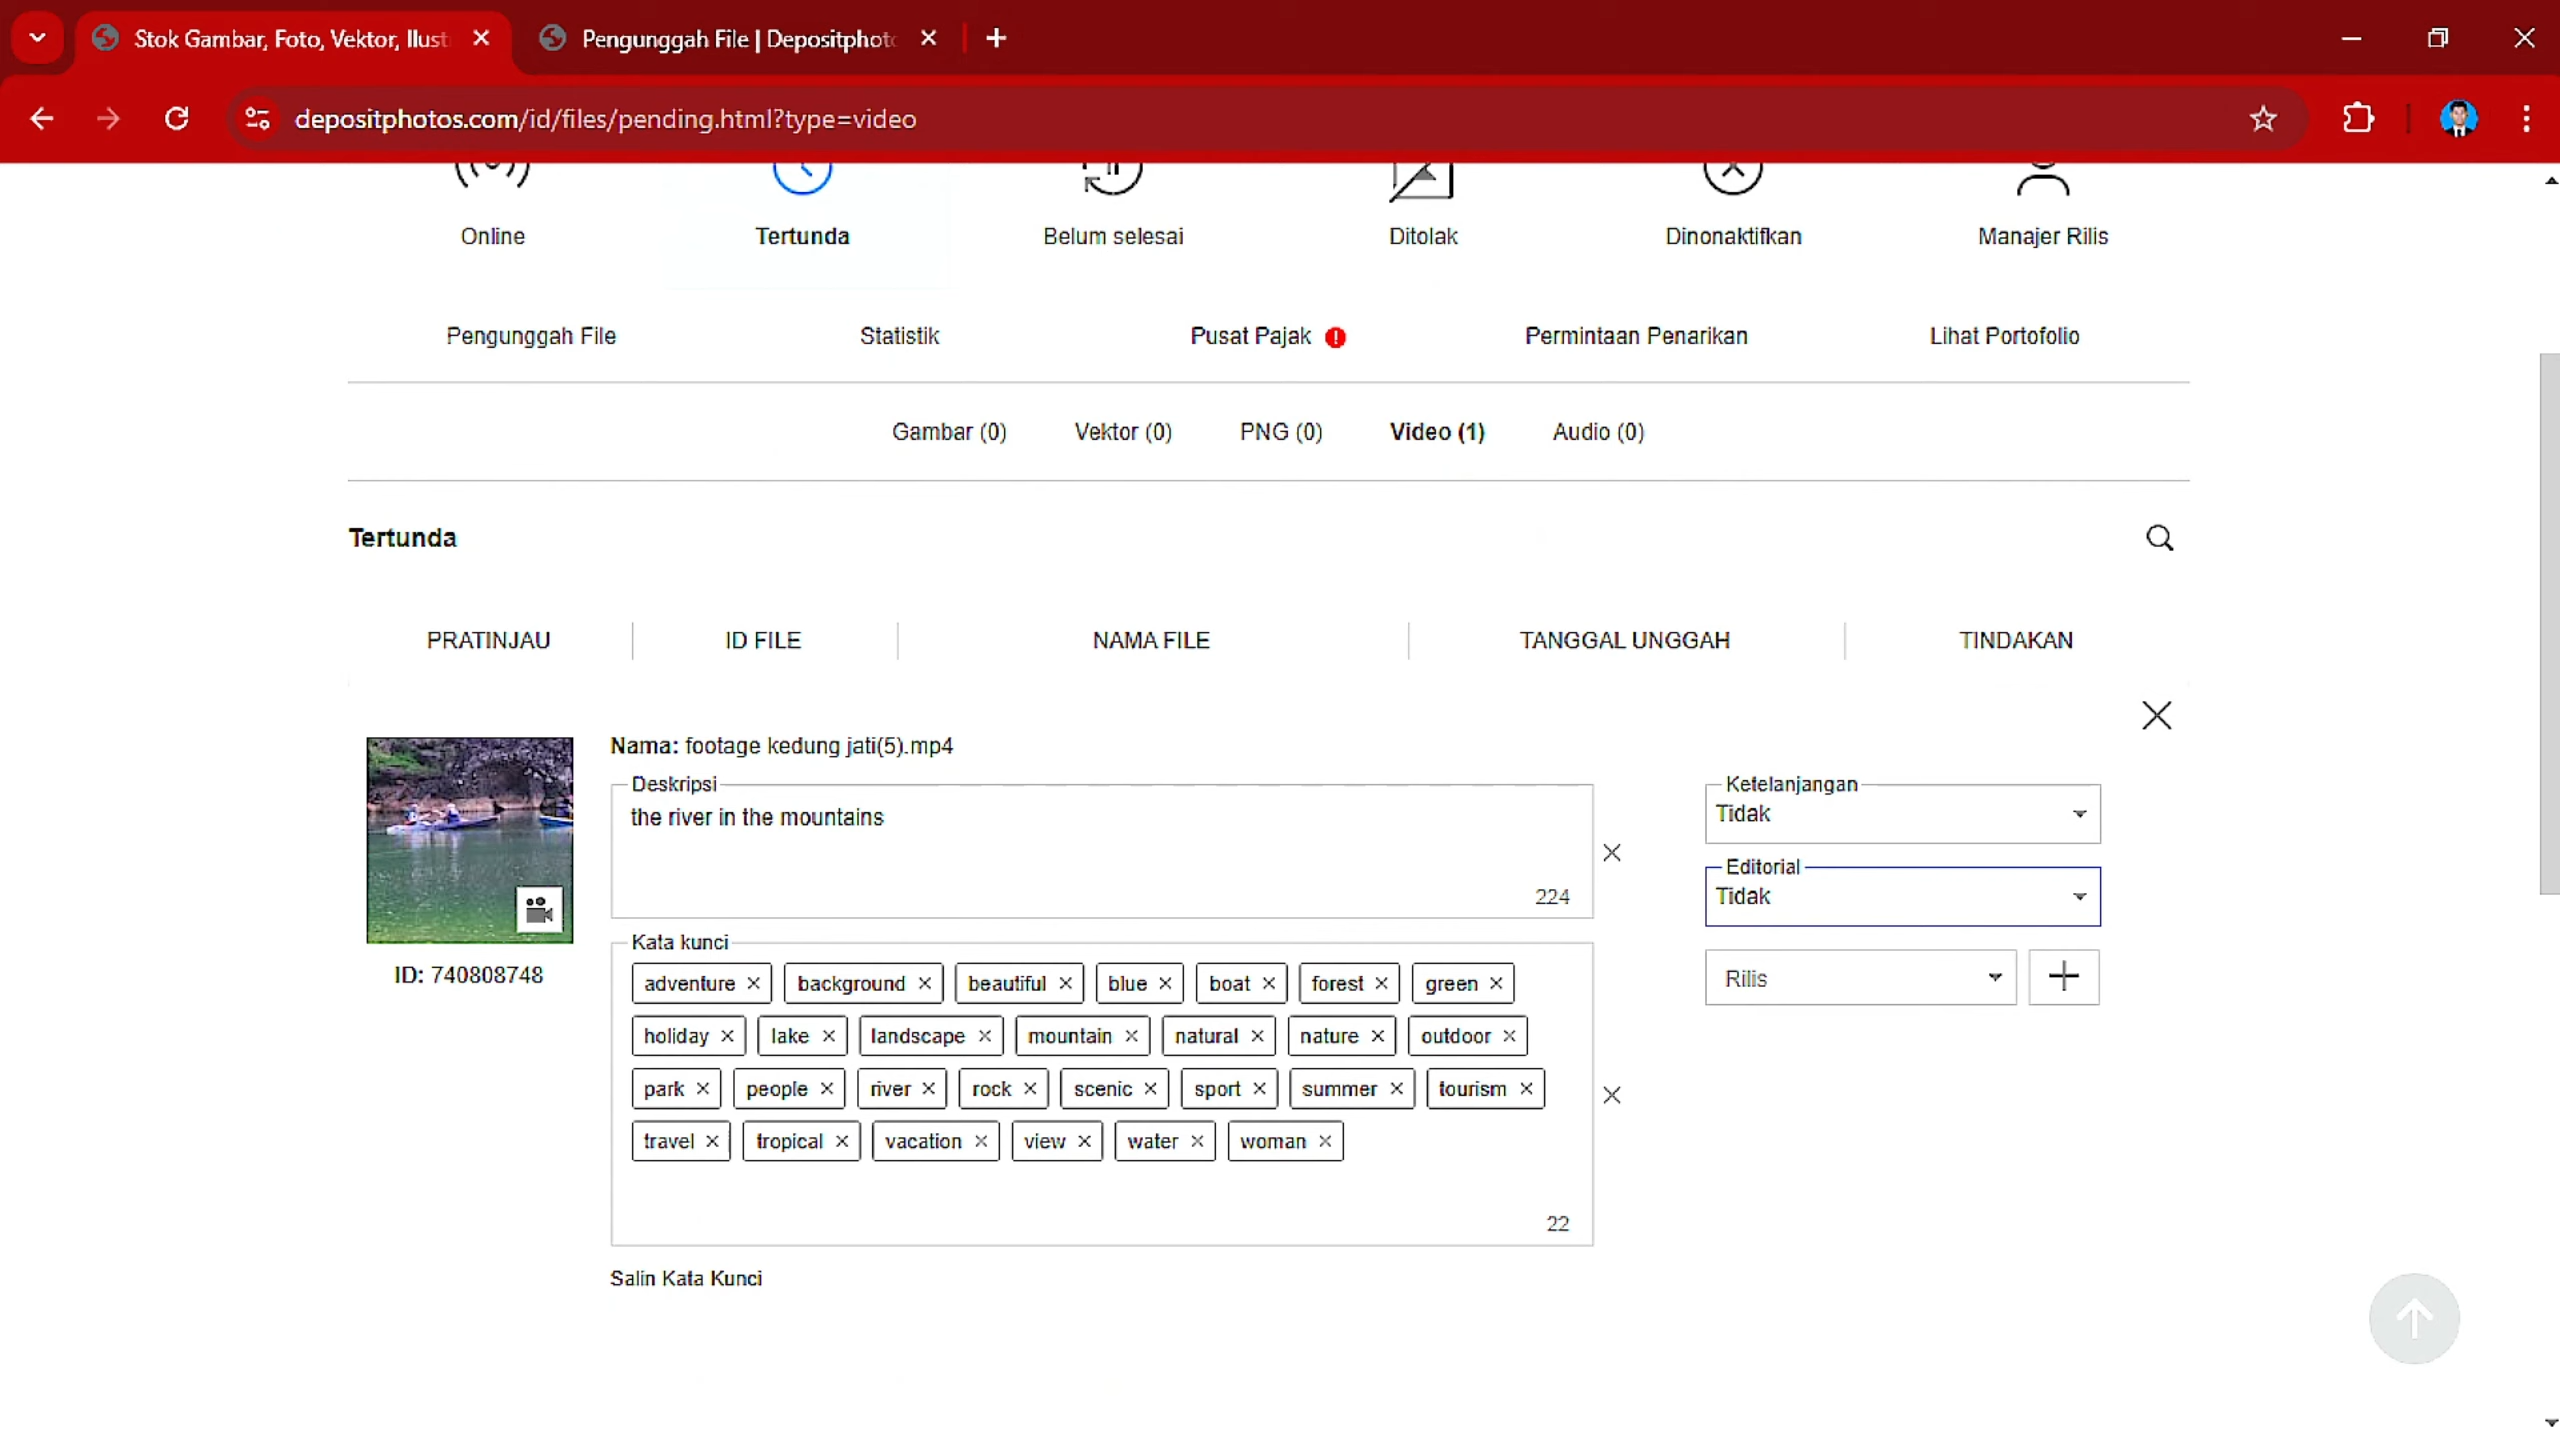 Stok Gambar, Foto, Vektor, Ilust
Pengunggah File | Depositphoto
depositphotos.com/id/files/pending.html?type=video
Online
Tertunda
Belum selesai
Ditolak
Dinonaktifkan
Manajer Rilis
Pengunggah File
Statistik
Pusat Pajak
Permintaan Penarikan
Lihat Portofolio
Gambar (0)
Vektor (0)
PNG (0)
Video (1)
Audio (0)
Tertunda
PRATINJAU
ID FILE
NAMA FILE
TANGGAL UNGGAH
TINDAKAN
Nama: footage kedung jati(5).mp4
Deskripsi
the river in the mountains
224
Ketelanjangan
Tidak
Editorial
Tidak
Rilis
ID: 740808748
Kata kunci
adventure background beautiful blue boat forest green
holiday lake landscape mountain natural nature outdoor
park people river rock scenic sport summer tourism
travel tropical vacation view water woman
22
Salin Kata Kunci